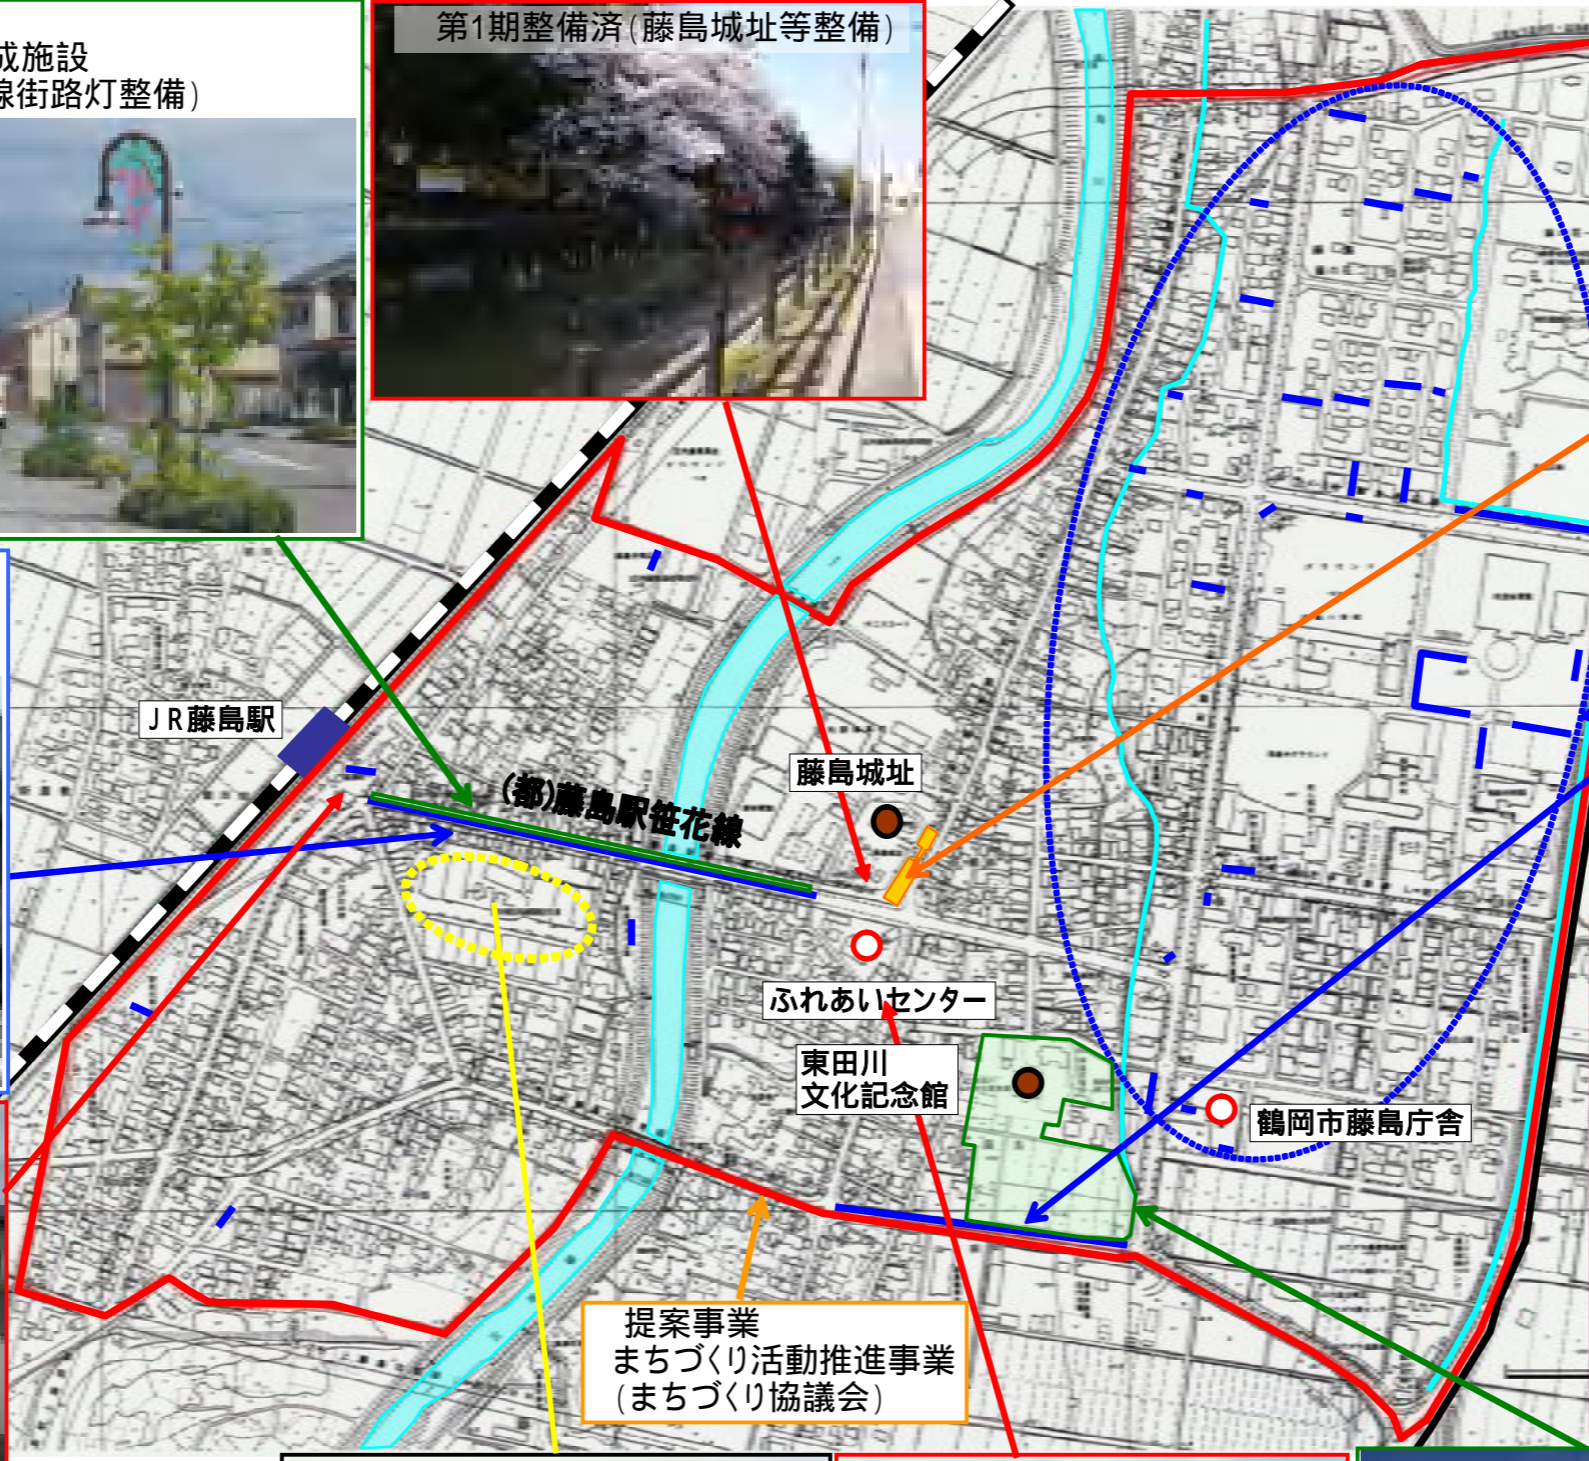 成施設
線街路灯整備)
第1期整備済(藤島城址等整備)
JR藤島駅
(都)藤島駅笹花線
藤島城址
ふれあいセンター
東田川
文化記念館
鶴岡市藤島庁舎
提案事業
まちづくり活動推進事業
(まちづくり協議会)